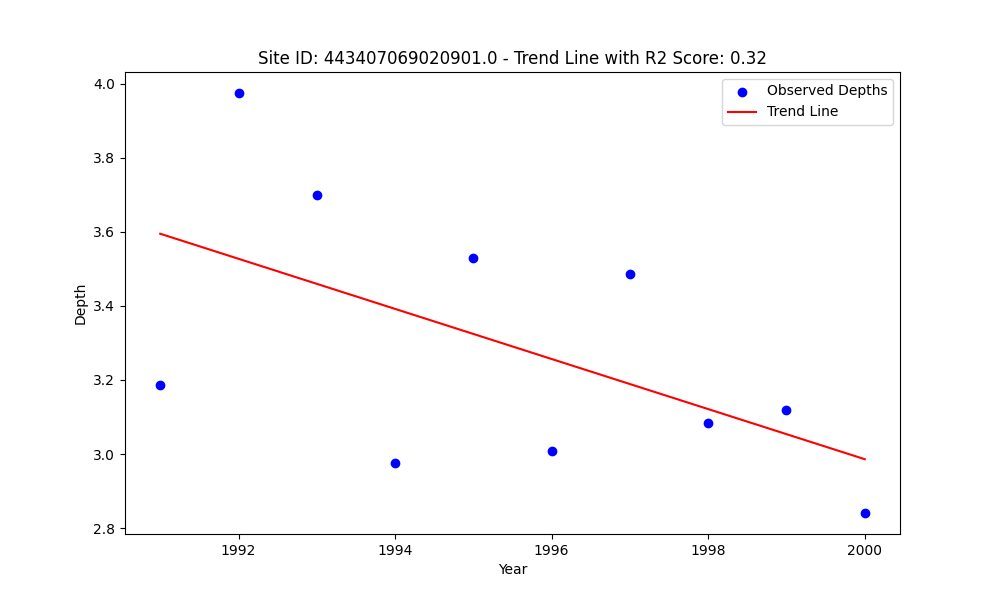 Site ID: 443407069020901.0 - Trend Line with R2 Score: 0.32
Observed Depths
Trend Line
4.0
3.8
3.6
3.4
3.2
3.0
2.8
Depth
1992
1994
1996
1998
2000
Year